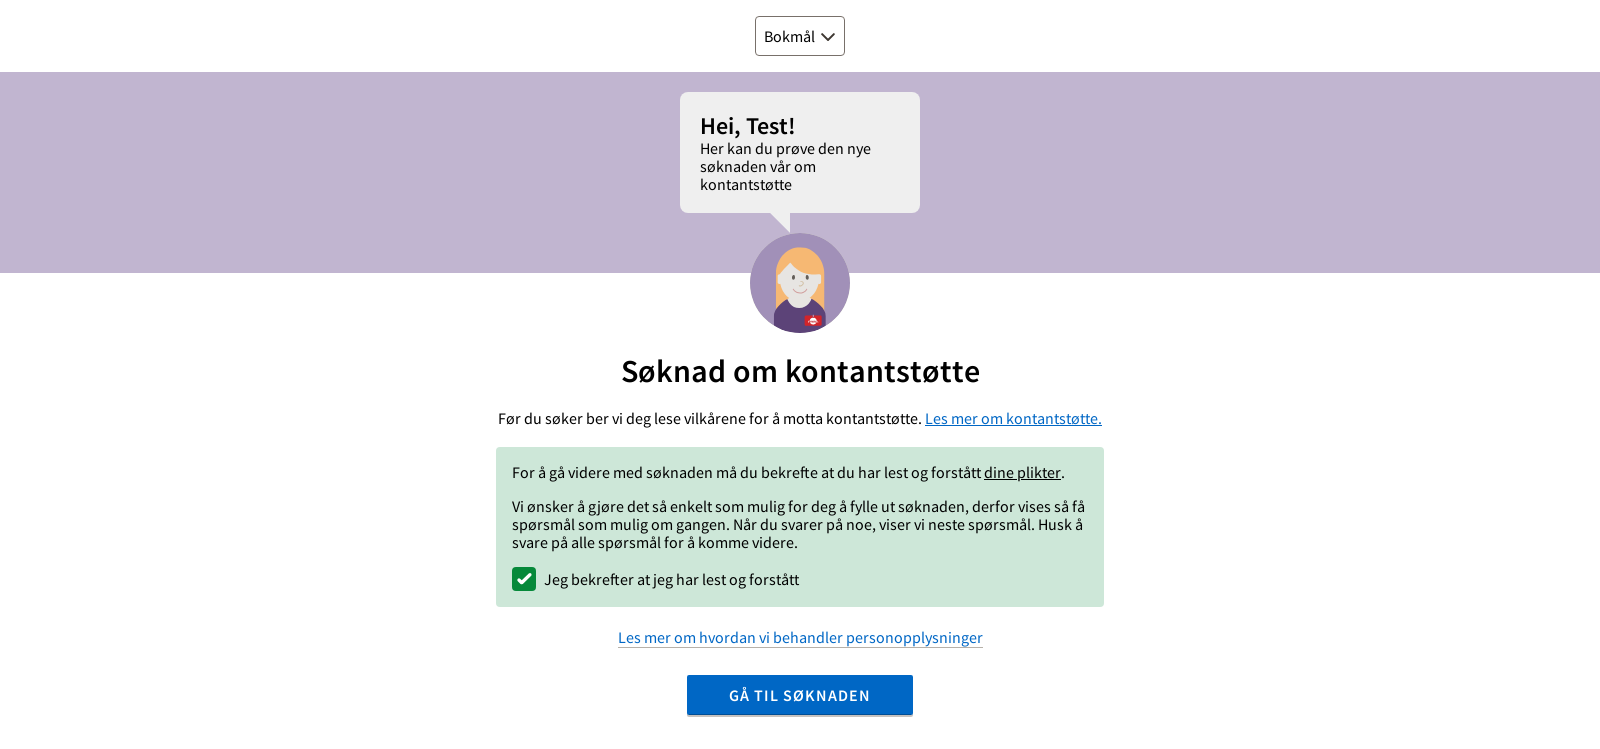 Bokmål
Hei, Test!
Her kan du prøve den nye
søknaden vår om
kontantstøtte
Søknad om kontantstøtte
Før du søker ber vi deg lese vilkårene for å motta kontantstøtte. Les mer om kontantstøtte.
For å gå videre med søknaden må du bekrefte at du har lest og forstått dine plikter.
Vi ønsker å gjøre det så enkelt som mulig for deg å fylle ut søknaden, derfor vises så få
spørsmål som mulig om gangen. Når du svarer på noe, viser vi neste spørsmål. Husk å
svare på alle spørsmål for å komme videre.
Jeg bekrefter at jeg har lest og forstått
Les mer om hvordan vi behandler personopplysninger
GÅ TIL SØKNADEN